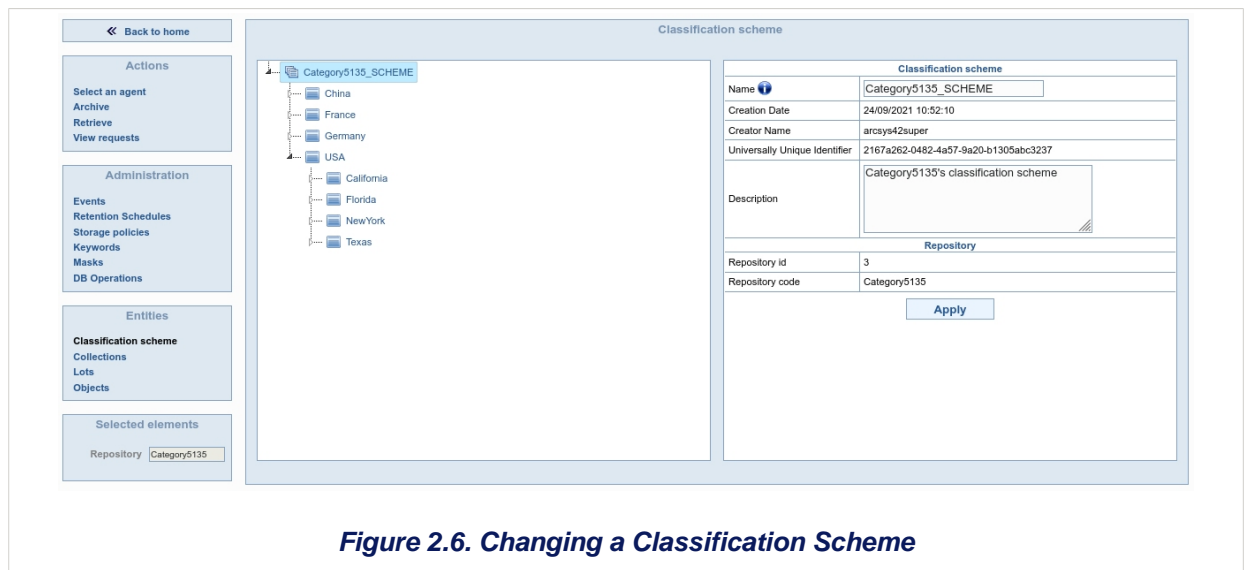 Back to home
Actions
Select an agent
Archive
Retrieve
View requests
Administration
Events
Retention Schedules
Storage policies
Keywords
Masks
DB Operations
Entities
Classification scheme
Collections
Lots
Objects
Selected elements
Repository Category5135
Classification scheme
Category5135_SCHEME
China
France
Germany
USA
California
Florida
NewYork
Texas
Classification scheme
Name Category5135_SCHEME
Creation Date 24/09/2021 10:52:10
Creator Name arcsys42super
Universally Unique Identifier 2167a262-0482-4a57-9a20-b1305abc3237
Description Category5135's classification scheme
Repository
Repository id 3
Repository code Category5135
Apply
Figure 2.6. Changing a Classification Scheme